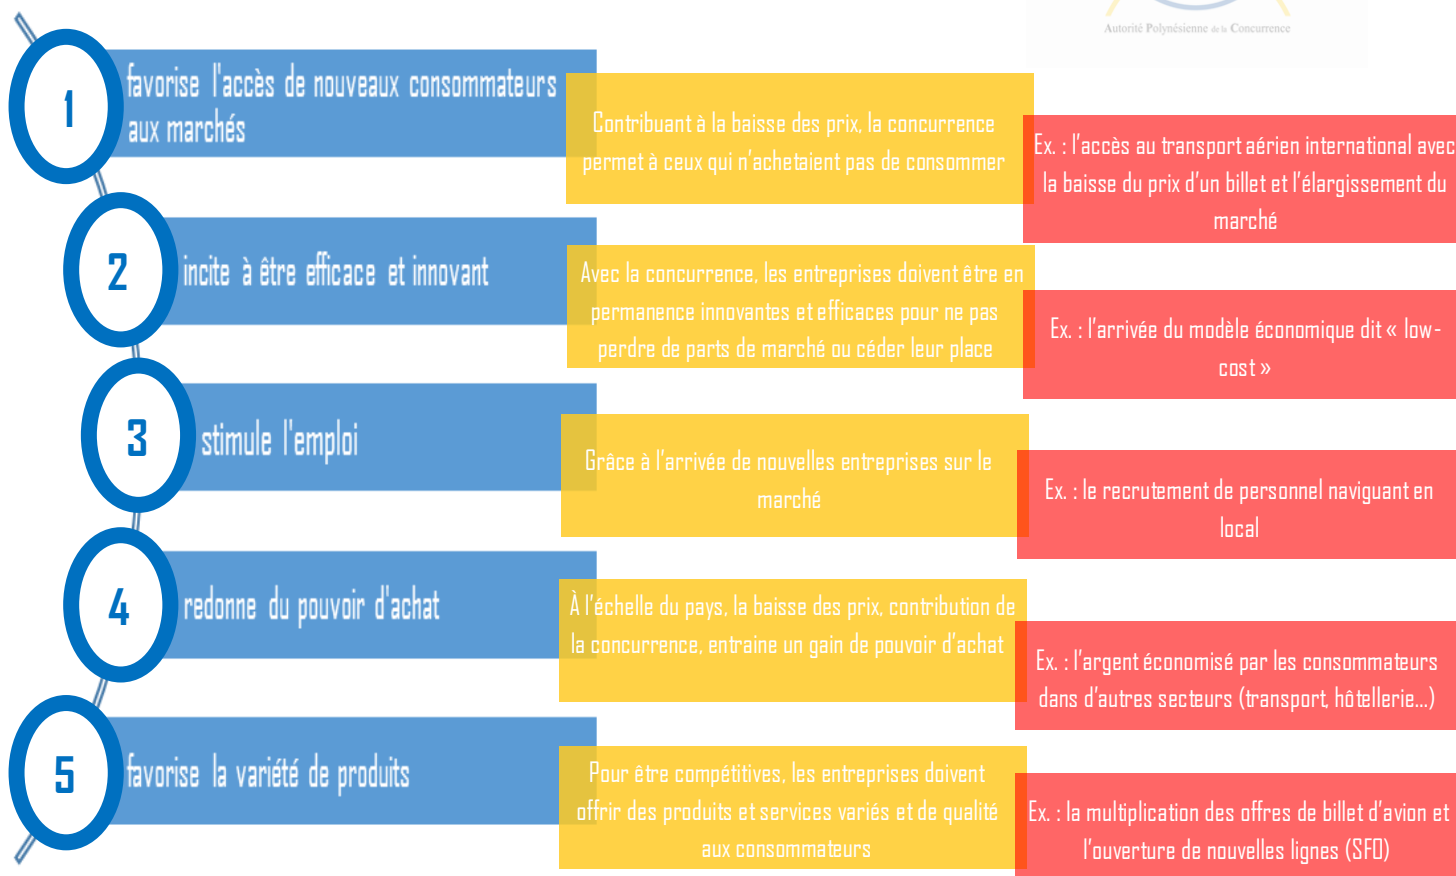 Autorité Polynésienne de la Concurrence
1
favorise l'accès de nouveaux consommateurs
aux marchés
Contribuant à la baisse des prix, la concurrence
permet à ceux qui n'achetaient pas de consommer
Ex. : l'accès au transport aérien international avec
la baisse du prix d'un billet et l'élargissement du
marché
2
incite à être efficace et innovant
Avec la concurrence, les entreprises doivent être en
permanence innovantes et efficaces pour ne pas
perdre de parts de marché ou céder leur place
Ex. : l'arrivée du modèle économique dit « low-
cost »
3
stimule l'emploi
Grâce à l'arrivée de nouvelles entreprises sur le
marché
Ex. : le recrutement de personnel naviguant en
local
4
redonne du pouvoir d'achat
À l'échelle du pays, la baisse des prix, contribution de
la concurrence, entraine un gain de pouvoir d'achat
Ex. : l'argent économisé par les consommateurs
dans d'autres secteurs (transport, hôtellerie...)
5
favorise la variété de produits
Pour être compétitives, les entreprises doivent
offrir des produits et services variés et de qualité
aux consommateurs
Ex. : la multiplication des offres de billet d'avion et
l'ouverture de nouvelles lignes (SFO)